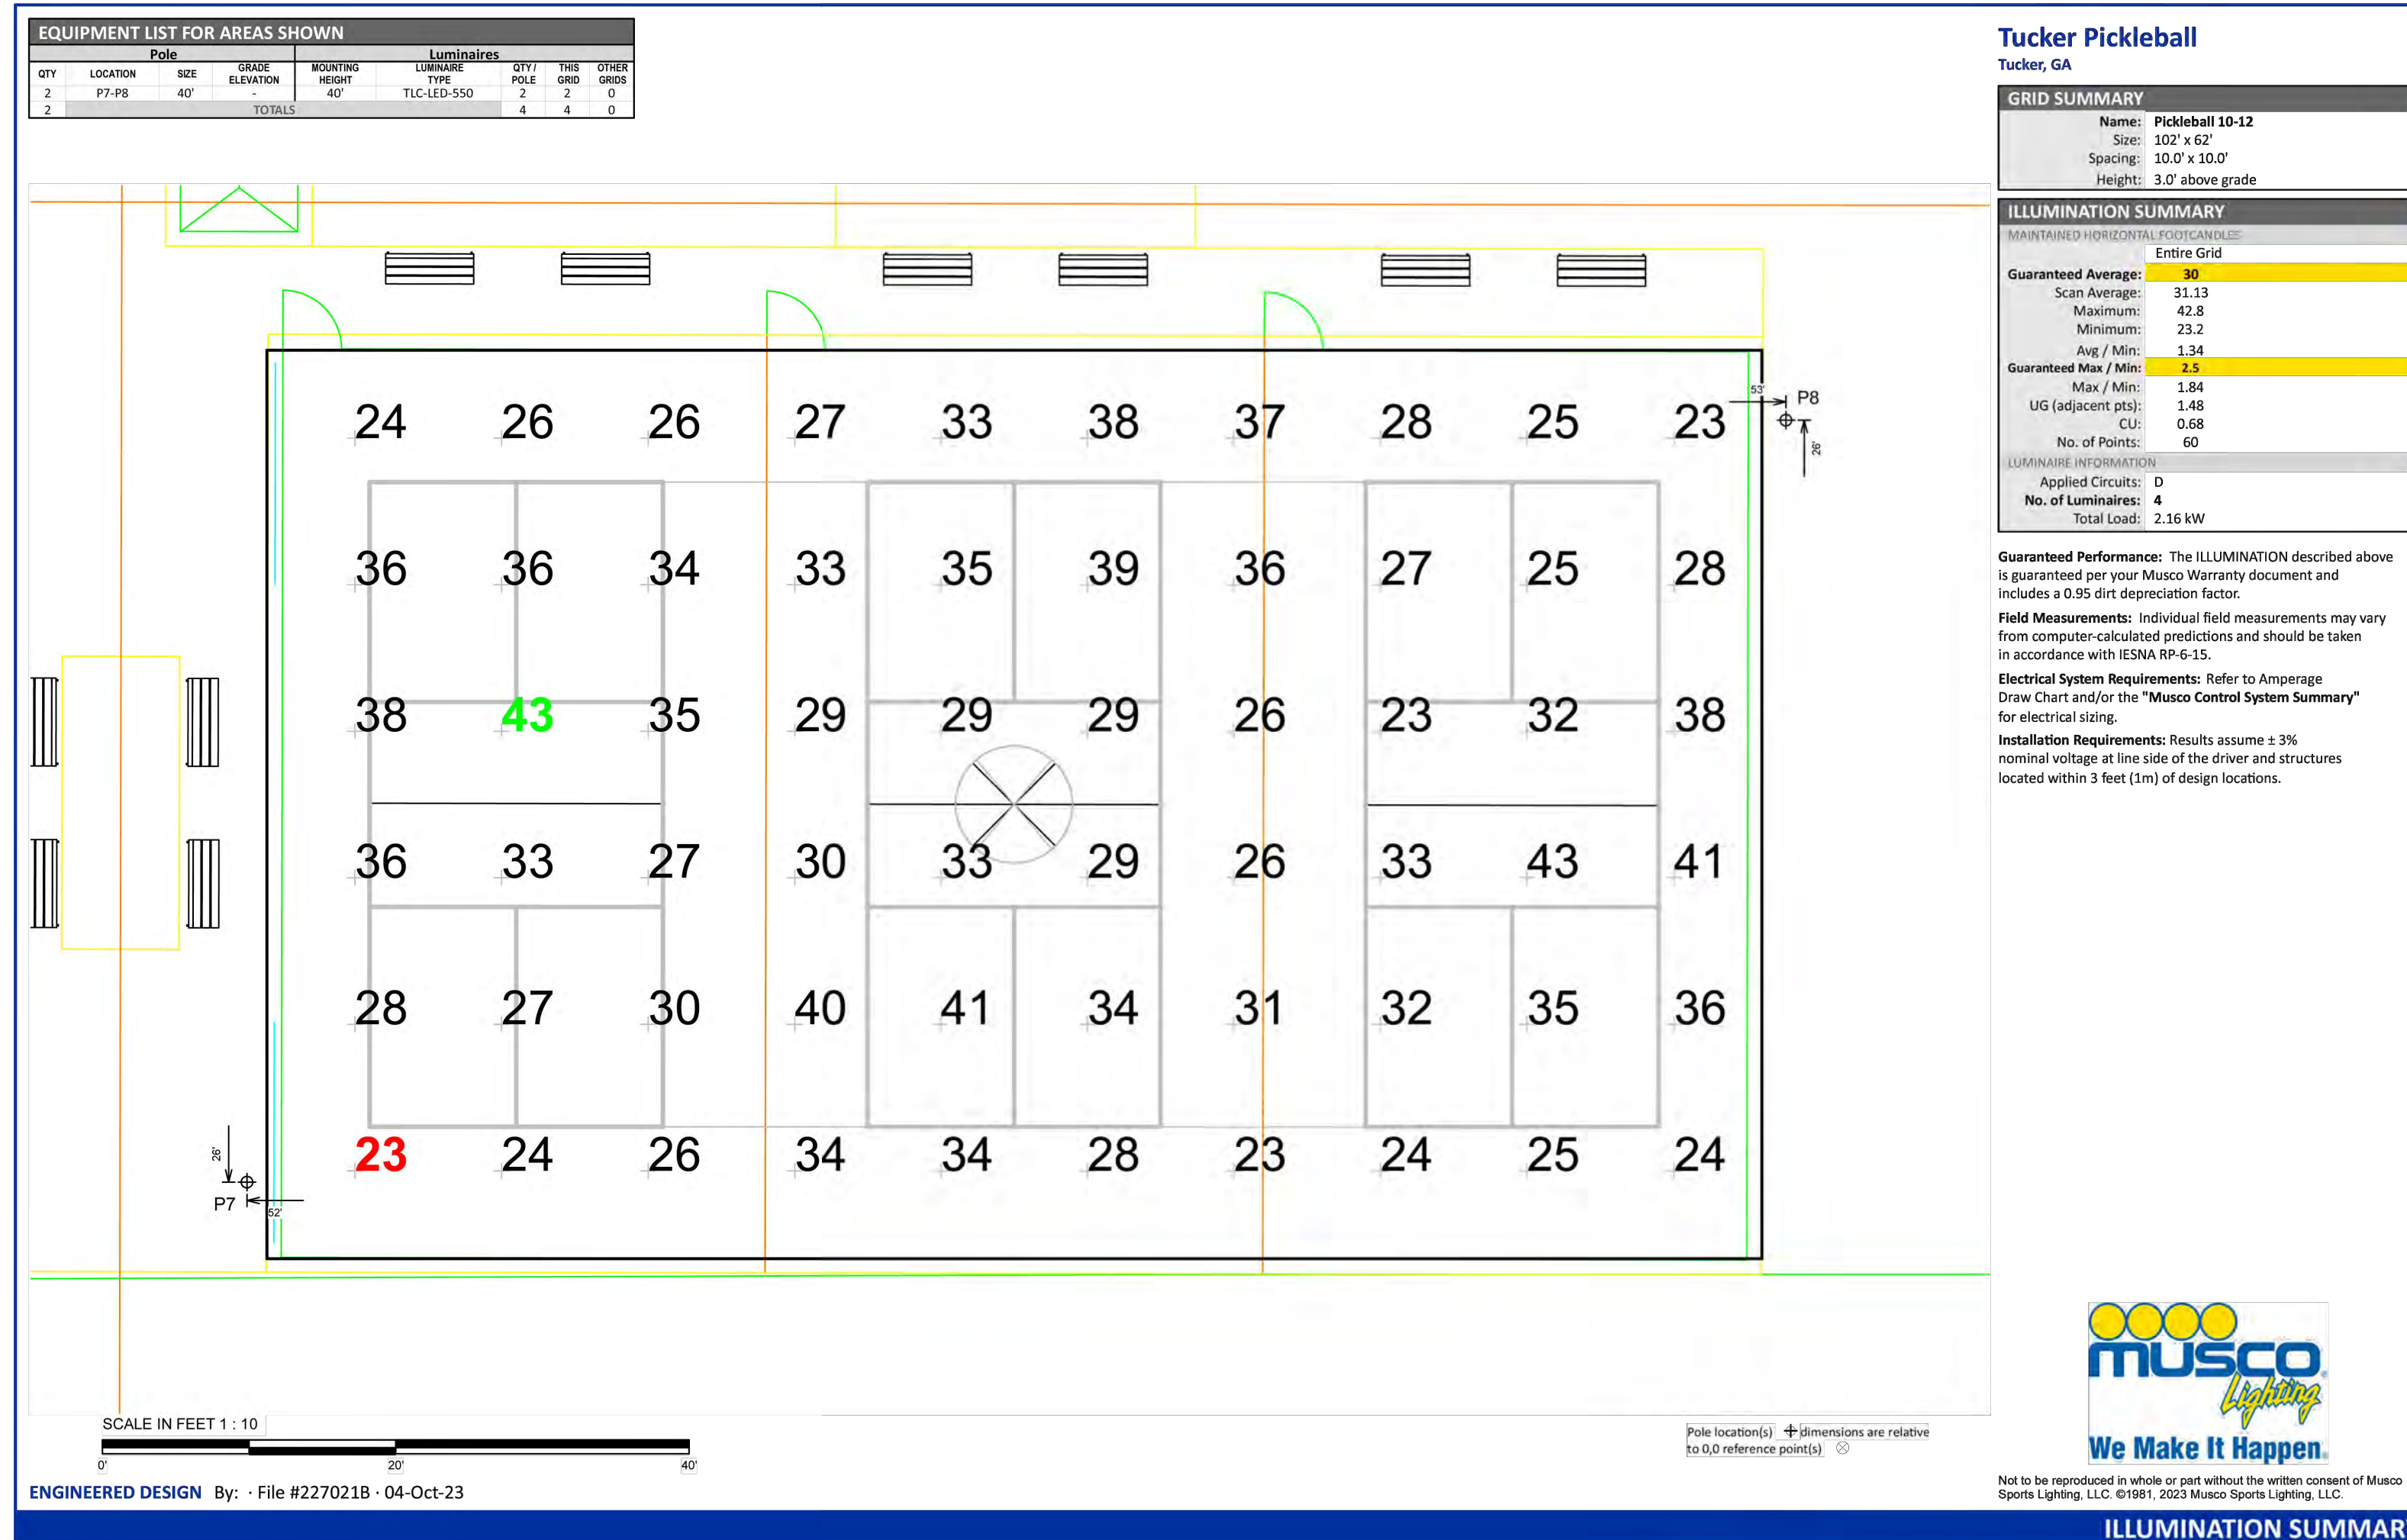 EQUIPMENT LIST FOR AREAS SHOWN
Pole Luminaires
QTY LOCATION SIZE GRADE ELEVATION MOUNTING HEIGHT LUMINAIRE TYPE QTY / POLE THIS GRID OTHER GRIDS
2 P7-P8 40' - 40' TLC-LED-550 2 2 0
2 TOTALS 4 4 0
Tucker Pickleball
Tucker, GA
GRID SUMMARY
Name: Pickleball 10-12
Size: 102' x 62'
Spacing: 10.0' x 10.0'
Height: 3.0' above grade
ILLUMINATION SUMMARY
MAINTAINED HORIZONTAL FOOTCANDLES
Entire Grid
Guaranteed Average: 30
Scan Average: 31.13
Maximum: 42.8
Minimum: 23.2
Avg / Min: 1.34
Guaranteed Max / Min: 2.5
Max / Min: 1.84
UG (adjacent pts): 1.48
CU: 0.68
No. of Points: 60
LUMINAIRE INFORMATION
Applied Circuits: D
No. of Luminaires: 4
Total Load: 2.16 kW
Guaranteed Performance: The ILLUMINATION described above
is guaranteed per your Musco Warranty document and
includes a 0.95 dirt depreciation factor.
Field Measurements: Individual field measurements may vary
from computer-calculated predictions and should be taken
in accordance with IESNA RP-6-15.
Electrical System Requirements: Refer to Amperage
Draw Chart and/or the "Musco Control System Summary"
for electrical sizing.
Installation Requirements: Results assume ± 3%
nominal voltage at line side of the driver and structures
located within 3 feet (1m) of design locations.
53'
P8
26'
24 26 26 27 33 38 37 28 25 23
36 36 34 33 35 39 36 27 25 28
38 43 35 29 29 29 26 23 32 38
36 33 27 30 33 29 26 33 43 41
28 27 30 40 41 34 31 32 35 36
23 24 26 34 34 28 23 24 25 24
26'
P7
52'
SCALE IN FEET 1 : 10
0' 20' 40'
Pole location(s) dimensions are relative
to 0,0 reference point(s)
ENGINEERED DESIGN By: · File #227021B · 04-Oct-23
musco
Lighting
We Make It Happen.
Not to be reproduced in whole or part without the written consent of Musco
Sports Lighting, LLC. ©1981, 2023 Musco Sports Lighting, LLC.
ILLUMINATION SUMMAR